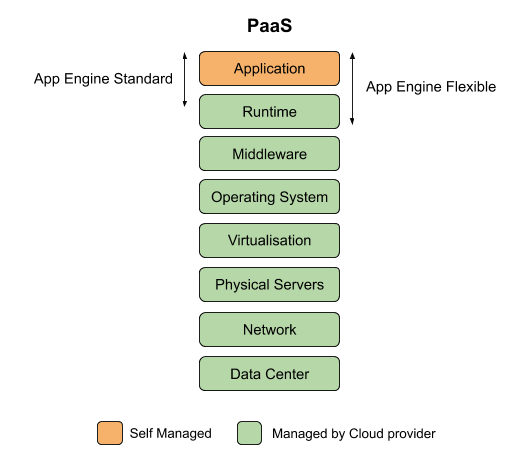 PaaS
App Engine Standard
Application
App Engine Flexible
Runtime
Middleware
Operating System
Virtualisation
Physical Servers
Network
Data Center
Self Managed
Managed by Cloud provider